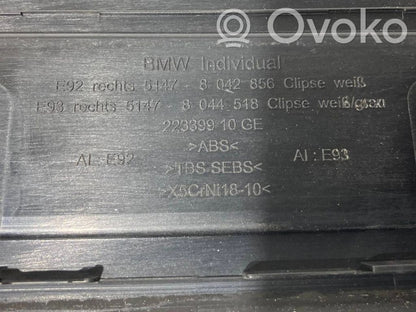 Ovoko
BMW Individual
E92 rechts 5147 - 8 042 856 Clipse weiß
E93 rechts 5147 - 8 044 518 Clipse weiß/grau
223399-10 GE
>ABS<
AI : E92 AI : E93
>TBS-SEBS<
>X5CrNi18-10<